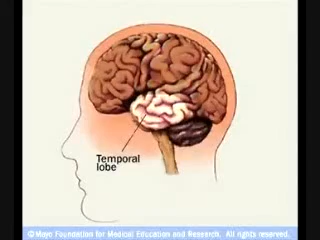 Temporal
lobe
©Mayo Foundation for Medical Education and Research. All rights reserved.